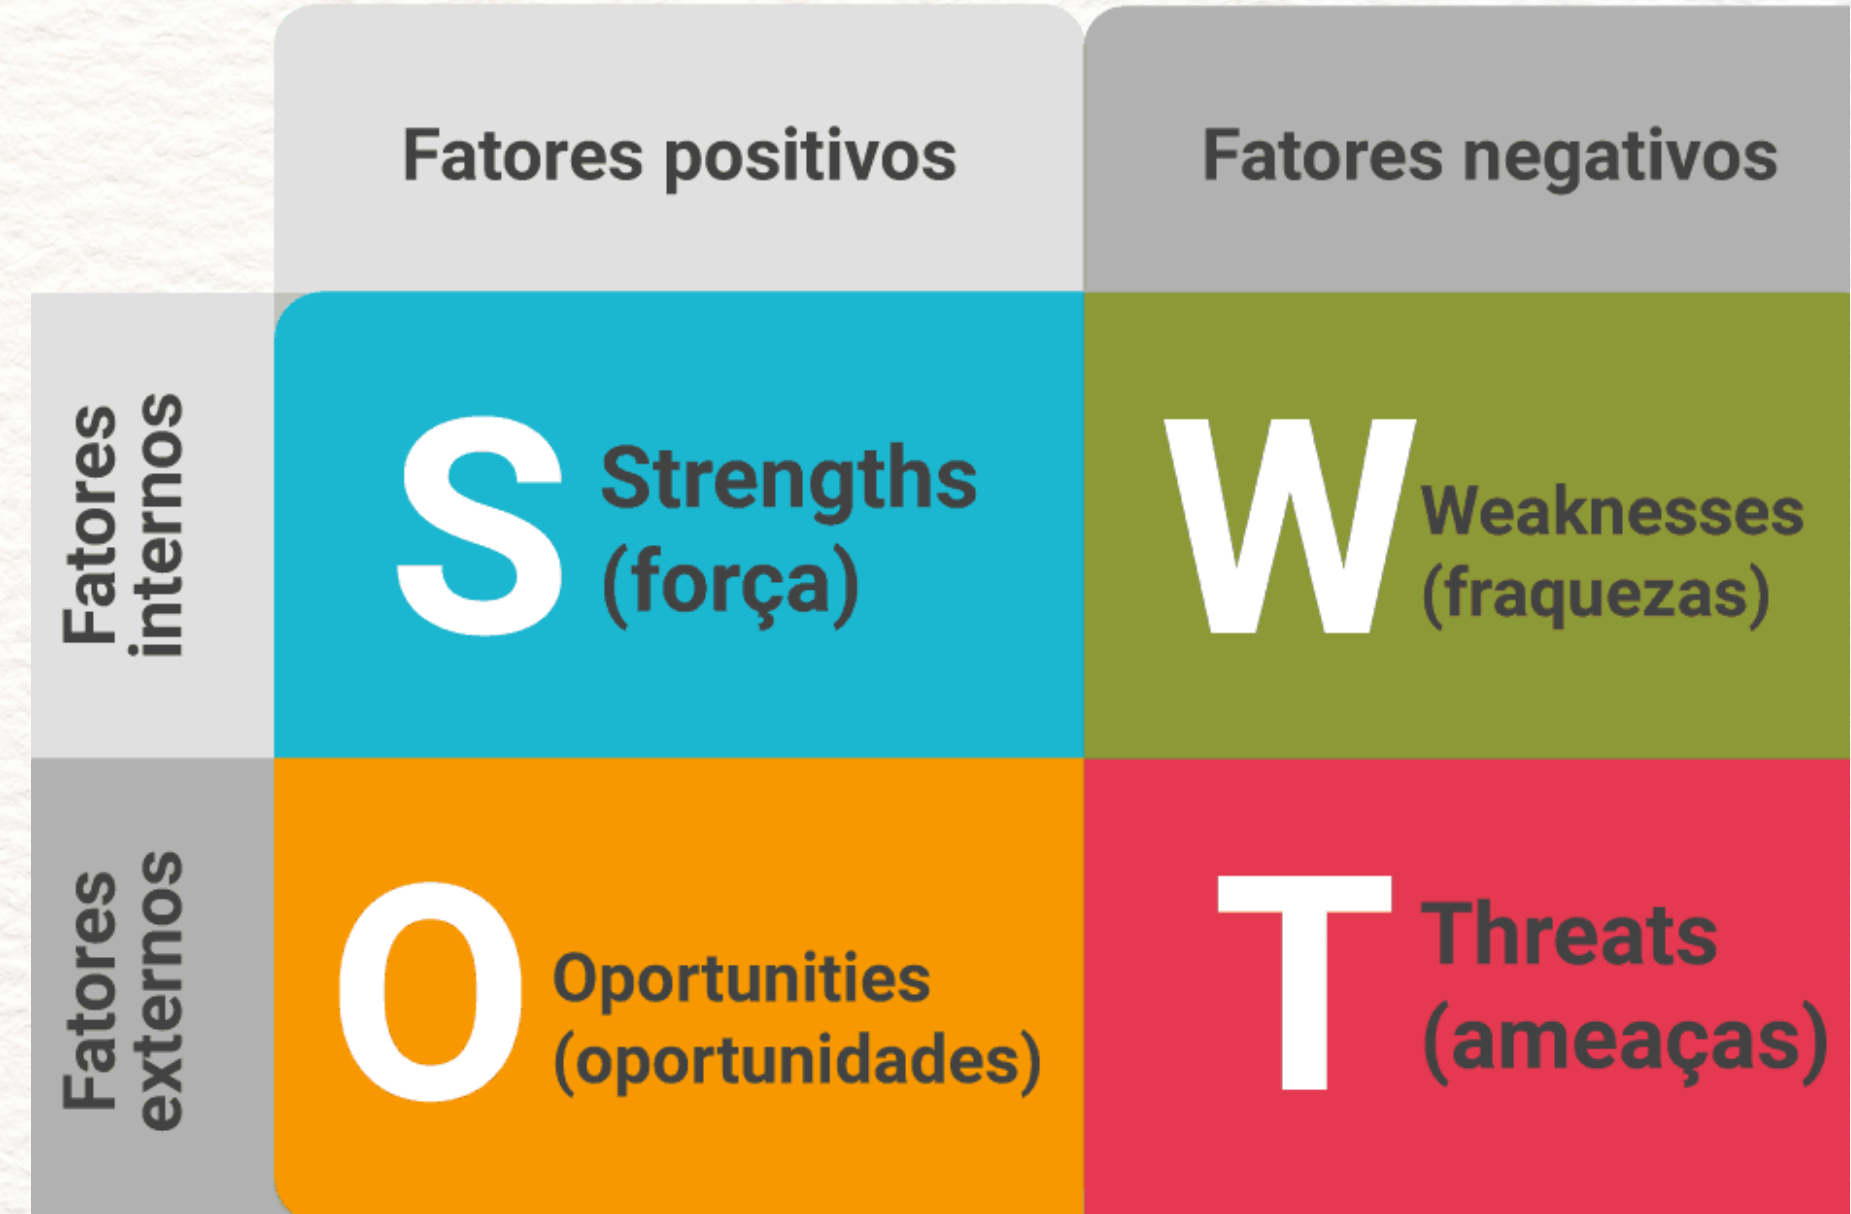 Fatores positivos
Fatores negativos
Fatores
internos
S
Strengths
(força)
W
Weaknesses
(fraquezas)
Fatores
externos
O
Oportunities
(oportunidades)
T
Threats
(ameaças)